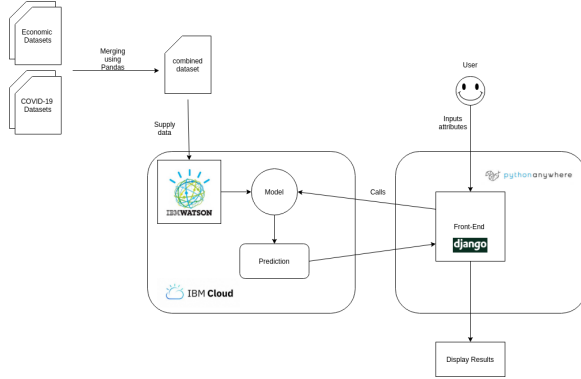 Economic
Datasets
COVID-19
Datasets
Merging
using
Pandas
combined
dataset
Supply
data
IBM WATSON
Model
Prediction
IBM Cloud
Calls
User
Inputs
attributes
pythonanywhere
Front-End
django
Display Results